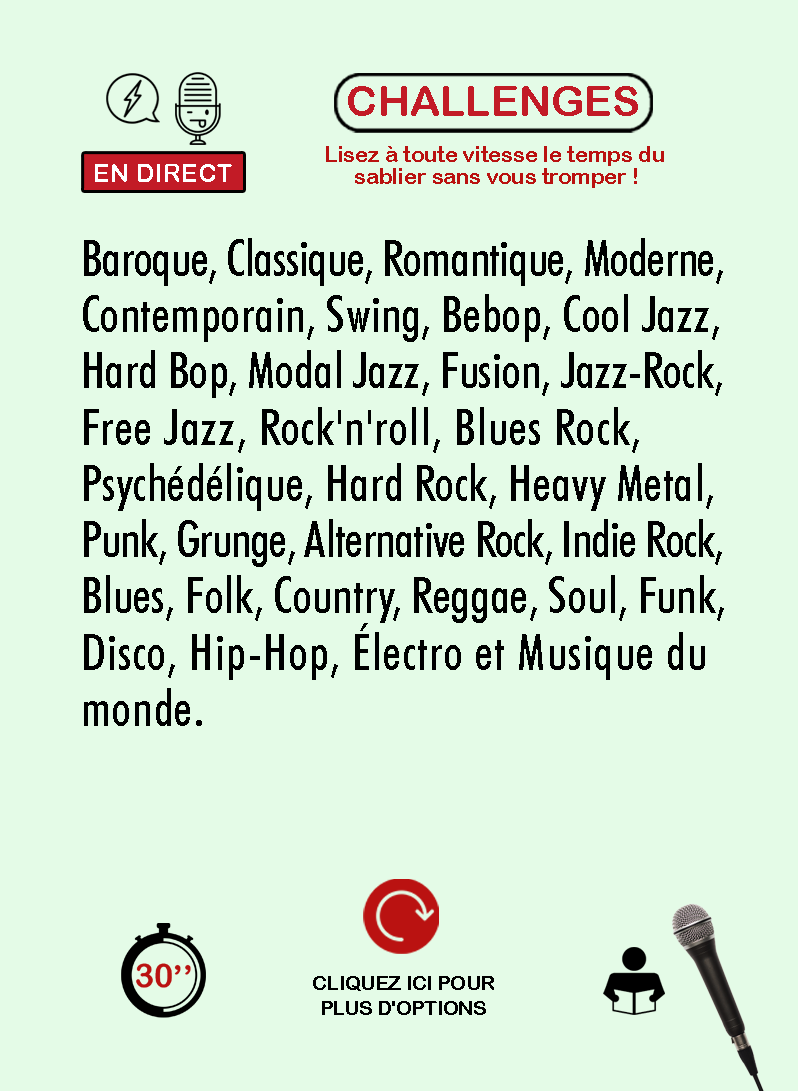 EN DIRECT
CHALLENGES
Lisez à toute vitesse le temps du
sablier sans vous tromper !
Baroque, Classique, Romantique, Moderne,
Contemporain, Swing, Bebop, Cool Jazz,
Hard Bop, Modal Jazz, Fusion, Jazz-Rock,
Free Jazz, Rock'n'roll, Blues Rock,
Psychédélique, Hard Rock, Heavy Metal,
Punk, Grunge, Alternative Rock, Indie Rock,
Blues, Folk, Country, Reggae, Soul, Funk,
Disco, Hip-Hop, Électro et Musique du
monde.
30’’
CLIQUEZ ICI POUR
PLUS D'OPTIONS